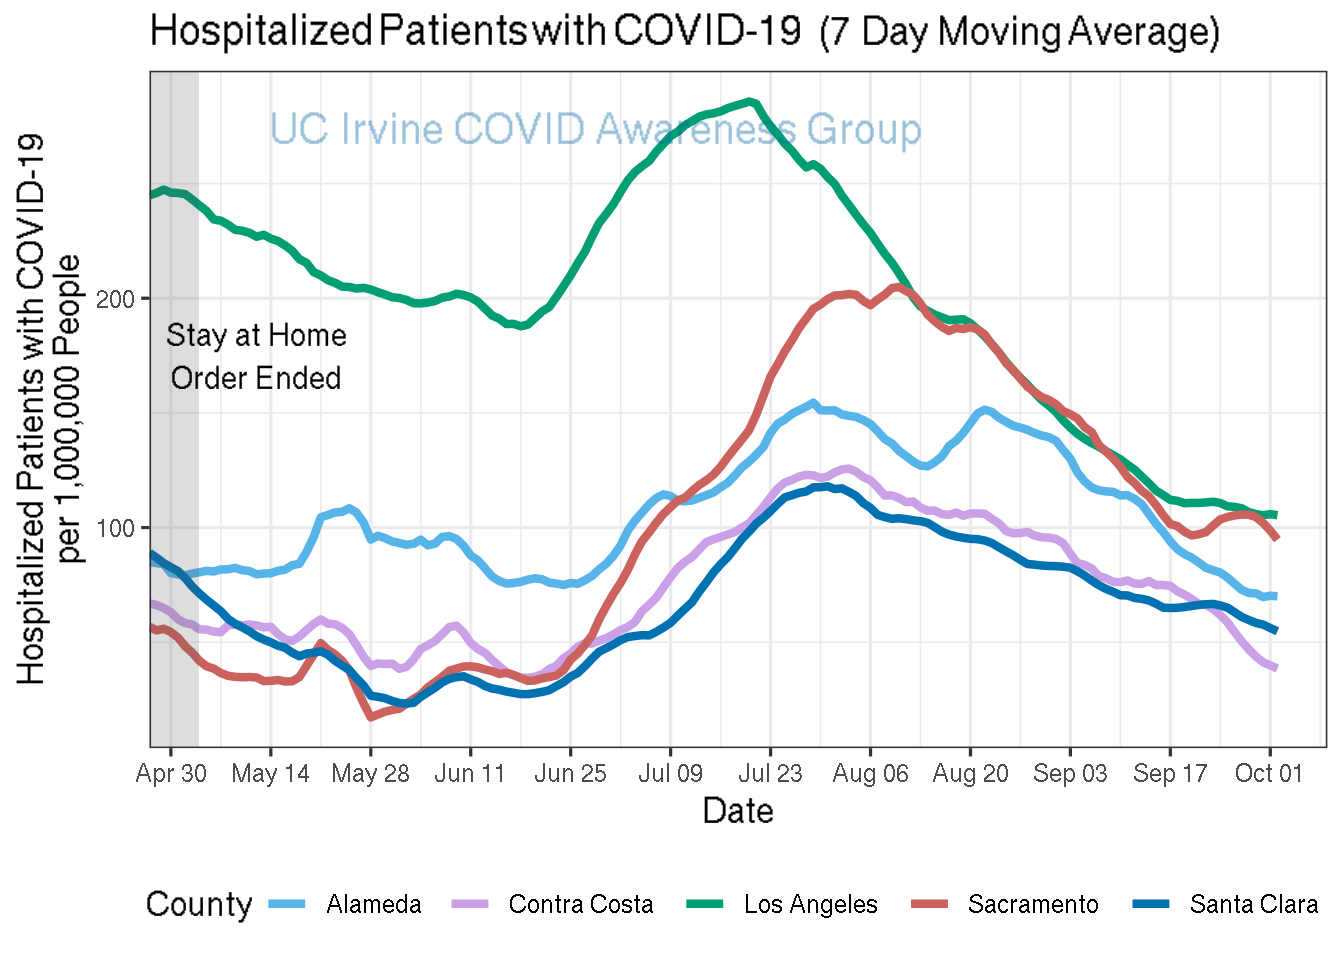 Hospitalized Patients with COVID-19 (7 Day Moving Average)
UC Irvine COVID Awareness Group
Hospitalized Patients with COVID-19
per 1,000,000 People
200
100
Stay at Home
Order Ended
Apr 30 May 14 May 28 Jun 11 Jun 25 Jul 09 Jul 23 Aug 06 Aug 20 Sep 03 Sep 17 Oct 01
Date
County Alameda Contra Costa Los Angeles Sacramento Santa Clara